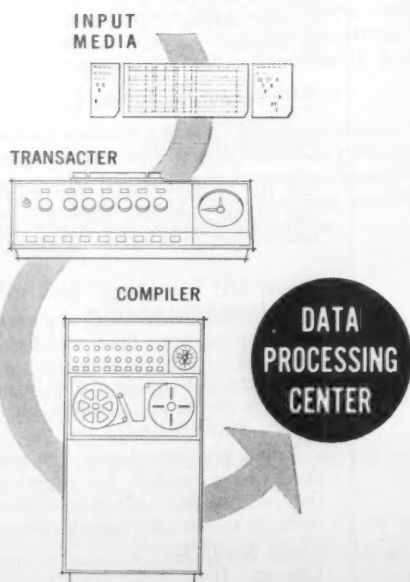 INPUT
MEDIA
TRANSACTER
COMPILER
DATA
PROCESSING
CENTER